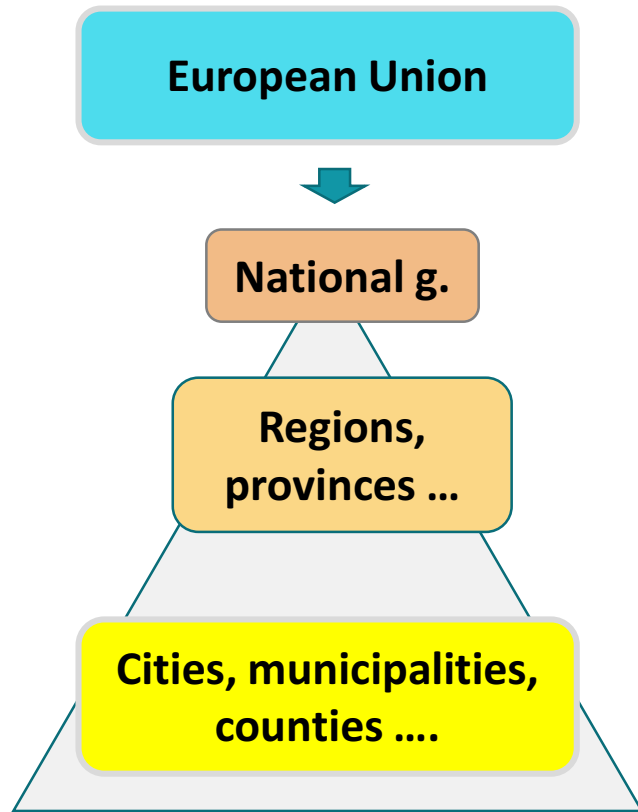 European Union
National g.
Regions,
provinces ...
Cities, municipalities,
counties ....